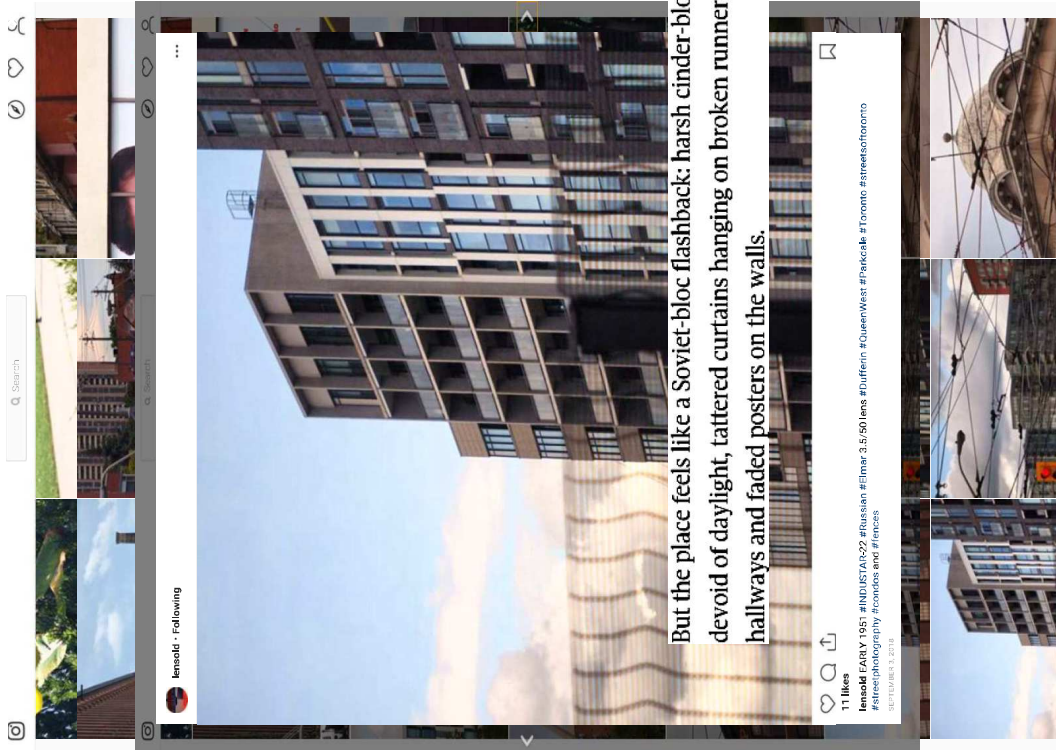 Search
Search
lensold • Following
But the place feels like a Soviet-bloc flashback: harsh cinder-blo
devoid of daylight, tattered curtains hanging on broken runner
hallways and faded posters on the walls.
11 likes
lensold EARLY 1951 #INDUSTAR-22 #Russian #Elmar 3.5/50 lens #Dufferin #QueenWest #Parkdale #Toronto #streetsoftoronto
#streetphotography #condos and #fences
SEPTEMBER 3, 2018